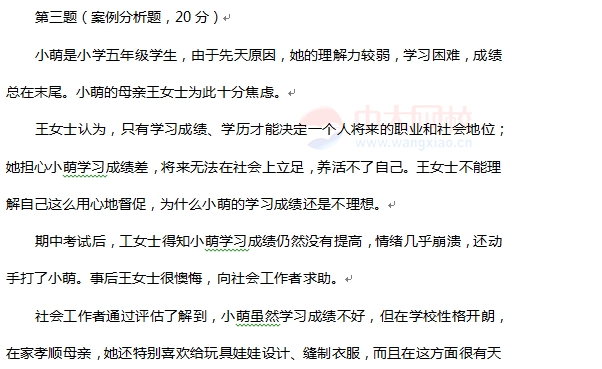 第三题（案例分析题，20 分）
小萌是小学五年级学生，由于先天原因，她的理解力较弱，学习困难，成绩
总在末尾。小萌的母亲王女士为此十分焦虑。
王女士认为，只有学习成绩、学历才能决定一个人将来的职业和社会地位；
她担心小萌学习成绩差，将来无法在社会上立足，养活不了自己。王女士不能理
解自己这么用心地督促，为什么小萌的学习成绩还是不理想。
期中考试后，工女士得知小萌学习成绩仍然没有提高，情绪几乎崩溃，还动
手打了小萌。事后王女士很懊悔，向社会工作者求助。
社会工作者通过评估了解到，小萌虽然学习成绩不好，但在学校性格开朗，
在家孝顺母亲，她还特别喜欢给玩具娃娃设计、缝制衣服，而且在这方面很有天
中大网校
www.wangxiao.cn